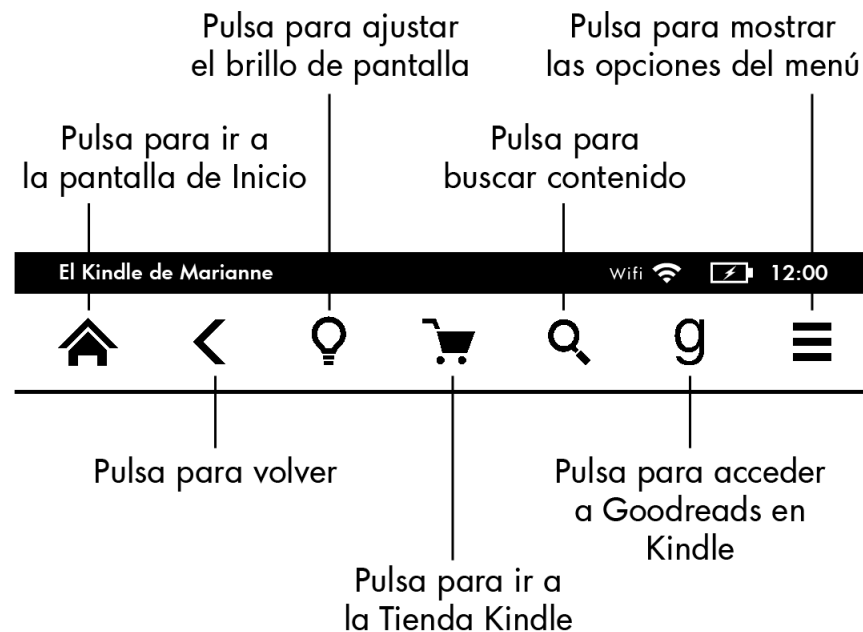 Pulsa para ajustar
el brillo de pantalla
Pulsa para mostrar
las opciones del menú
Pulsa para ir a
la pantalla de Inicio
Pulsa para
buscar contenido
El Kindle de Marianne
Wifi
12:00
g
Pulsa para volver
Pulsa para acceder
a Goodreads en
Kindle
Pulsa para ir a
la Tienda Kindle